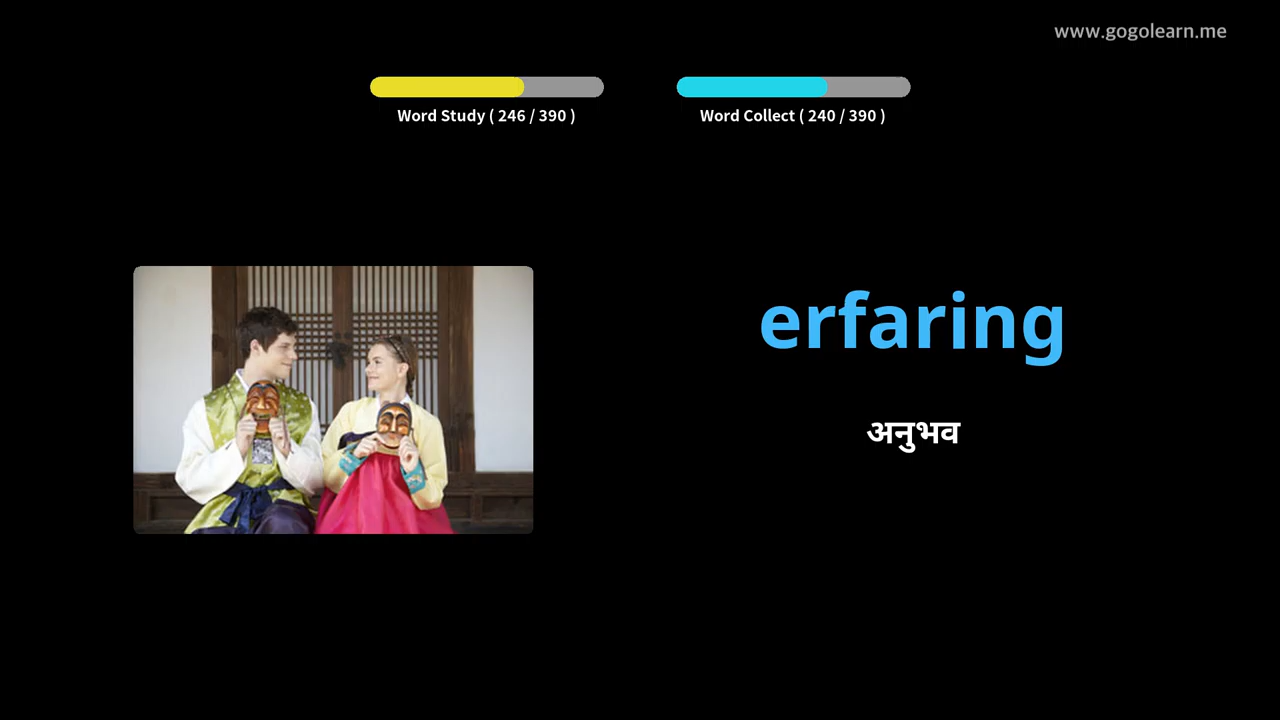 www.gogolearn.me
Word Study ( 246 / 390 )
Word Collect ( 240 / 390 )
erfaring
अनुभव